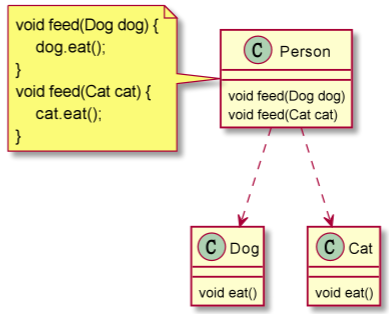 void feed(Dog dog) {
dog.eat();
}
void feed(Cat cat) {
cat.eat();
}
C Person
void feed(Dog dog)
void feed(Cat cat)
C Dog
void eat()
C Cat
void eat()